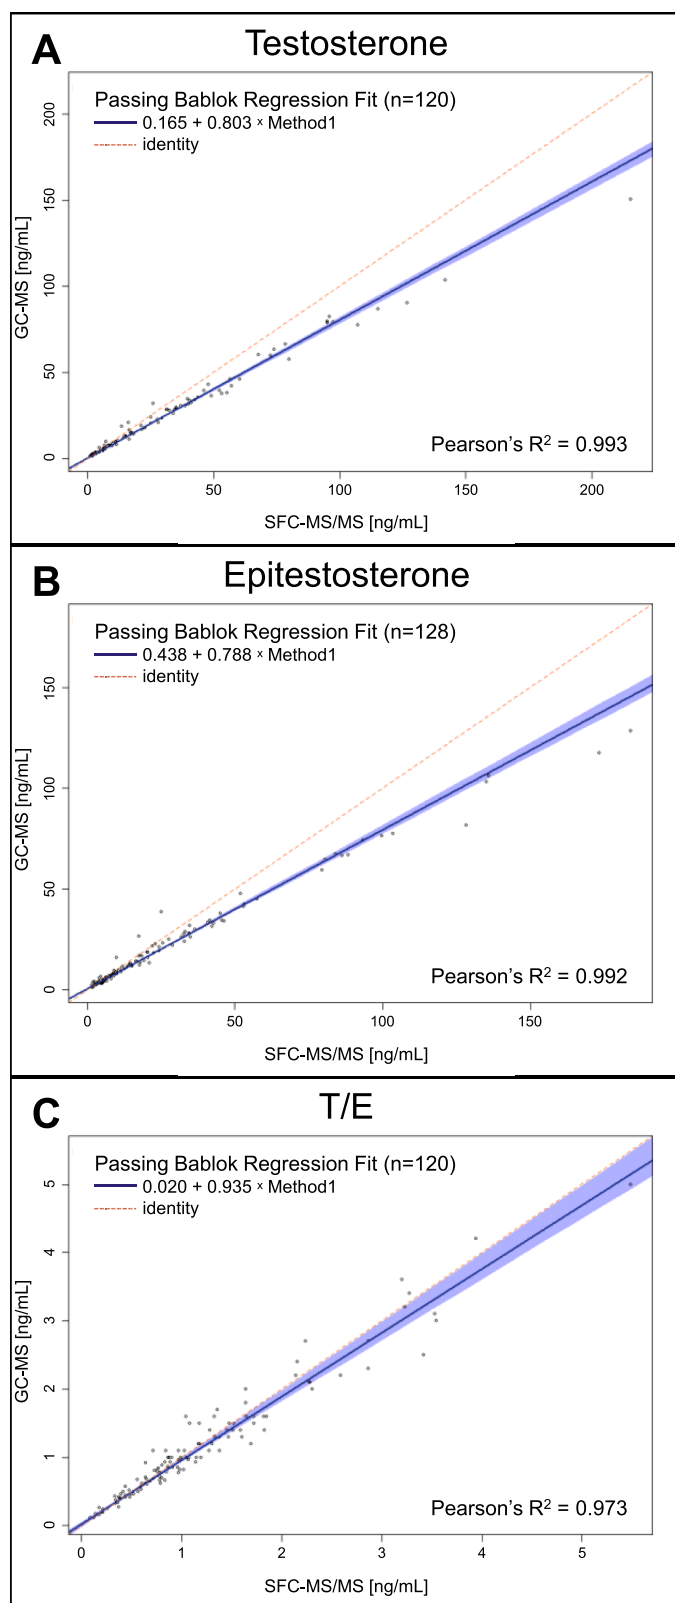 A
Testosterone
Passing Bablok Regression Fit (n=120)
0.165 + 0.803 x Method1
identity
200
150
100
50
0
GC-MS [ng/mL]
Pearson's R² = 0.993
0 50 100 150 200
SFC-MS/MS [ng/mL]
B
Epitestosterone
Passing Bablok Regression Fit (n=128)
0.438 + 0.788 x Method1
identity
150
100
50
0
GC-MS [ng/mL]
Pearson's R² = 0.992
0 50 100 150
SFC-MS/MS [ng/mL]
C
T/E
Passing Bablok Regression Fit (n=120)
0.020 + 0.935 x Method1
identity
5
4
3
2
1
0
GC-MS [ng/mL]
Pearson's R² = 0.973
0 1 2 3 4 5
SFC-MS/MS [ng/mL]